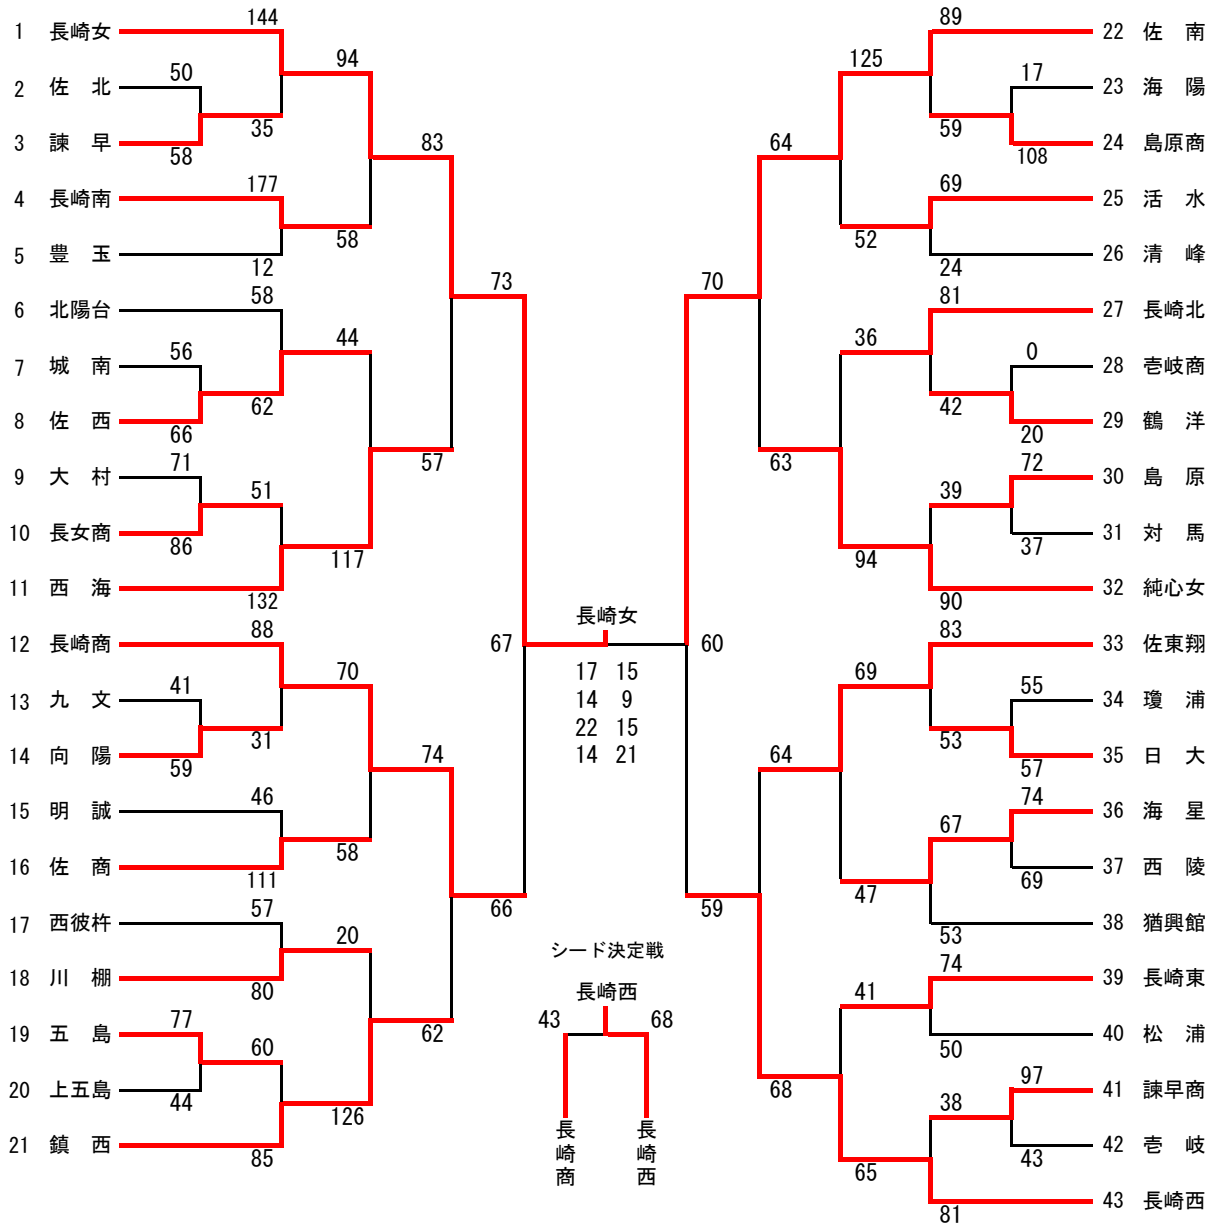 144
1 長崎女
94
50
2 佐 北
35
3 諫 早
58
83
177
4 長崎南
58
5 豊 玉
12
73
58
6 北陽台
44
56
7 城 南
62
8 佐 西
66
57
71
9 大 村
51
10 長女商
86
117
11 西 海
132
67
88
12 長崎商
70
41
13 九 文
31
14 向 陽
59
74
46
15 明 誠
58
16 佐 商
111
66
57
17 西彼杵
20
18 川 棚
80
62
77
19 五 島
60
20 上五島
44
126
21 鎮 西
85
長崎女
17 15
14 9
22 15
14 21
シード決定戦
長崎西
43 68
長崎商
長崎西
89
22 佐 南
125
17
23 海 陽
59
24 島原商
108
64
69
25 活 水
52
26 清 峰
24
70
81
27 長崎北
36
0
28 壱岐商
42
29 鶴 洋
20
63
72
30 島 原
39
31 対 馬
37
94
32 純心女
90
60
83
33 佐東翔
69
55
34 瓊 浦
53
35 日 大
57
64
74
36 海 星
67
37 西 陵
69
47
38 猶興館
53
59
74
39 長崎東
41
40 松 浦
50
68
97
41 諫早商
38
42 壱 岐
43
65
43 長崎西
81